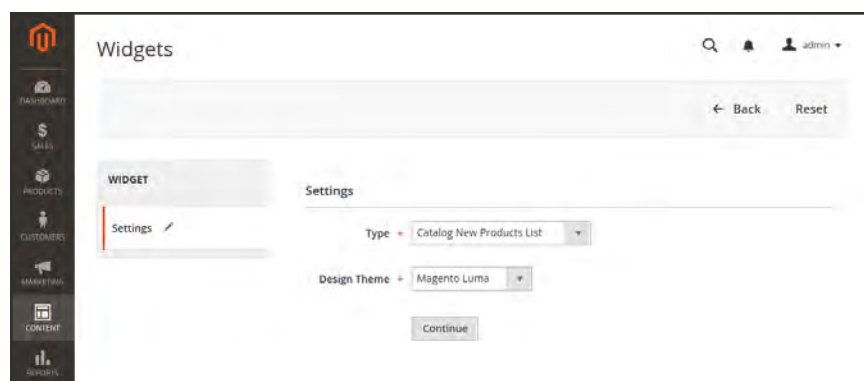 Widgets
admin
DASHBOARD
SALES
PRODUCTS
CUSTOMERS
MARKETING
CONTENT
REPORTS
← Back Reset
WIDGET
Settings
Settings
Type * Catalog New Products List
Design Theme * Magento Luma
Continue